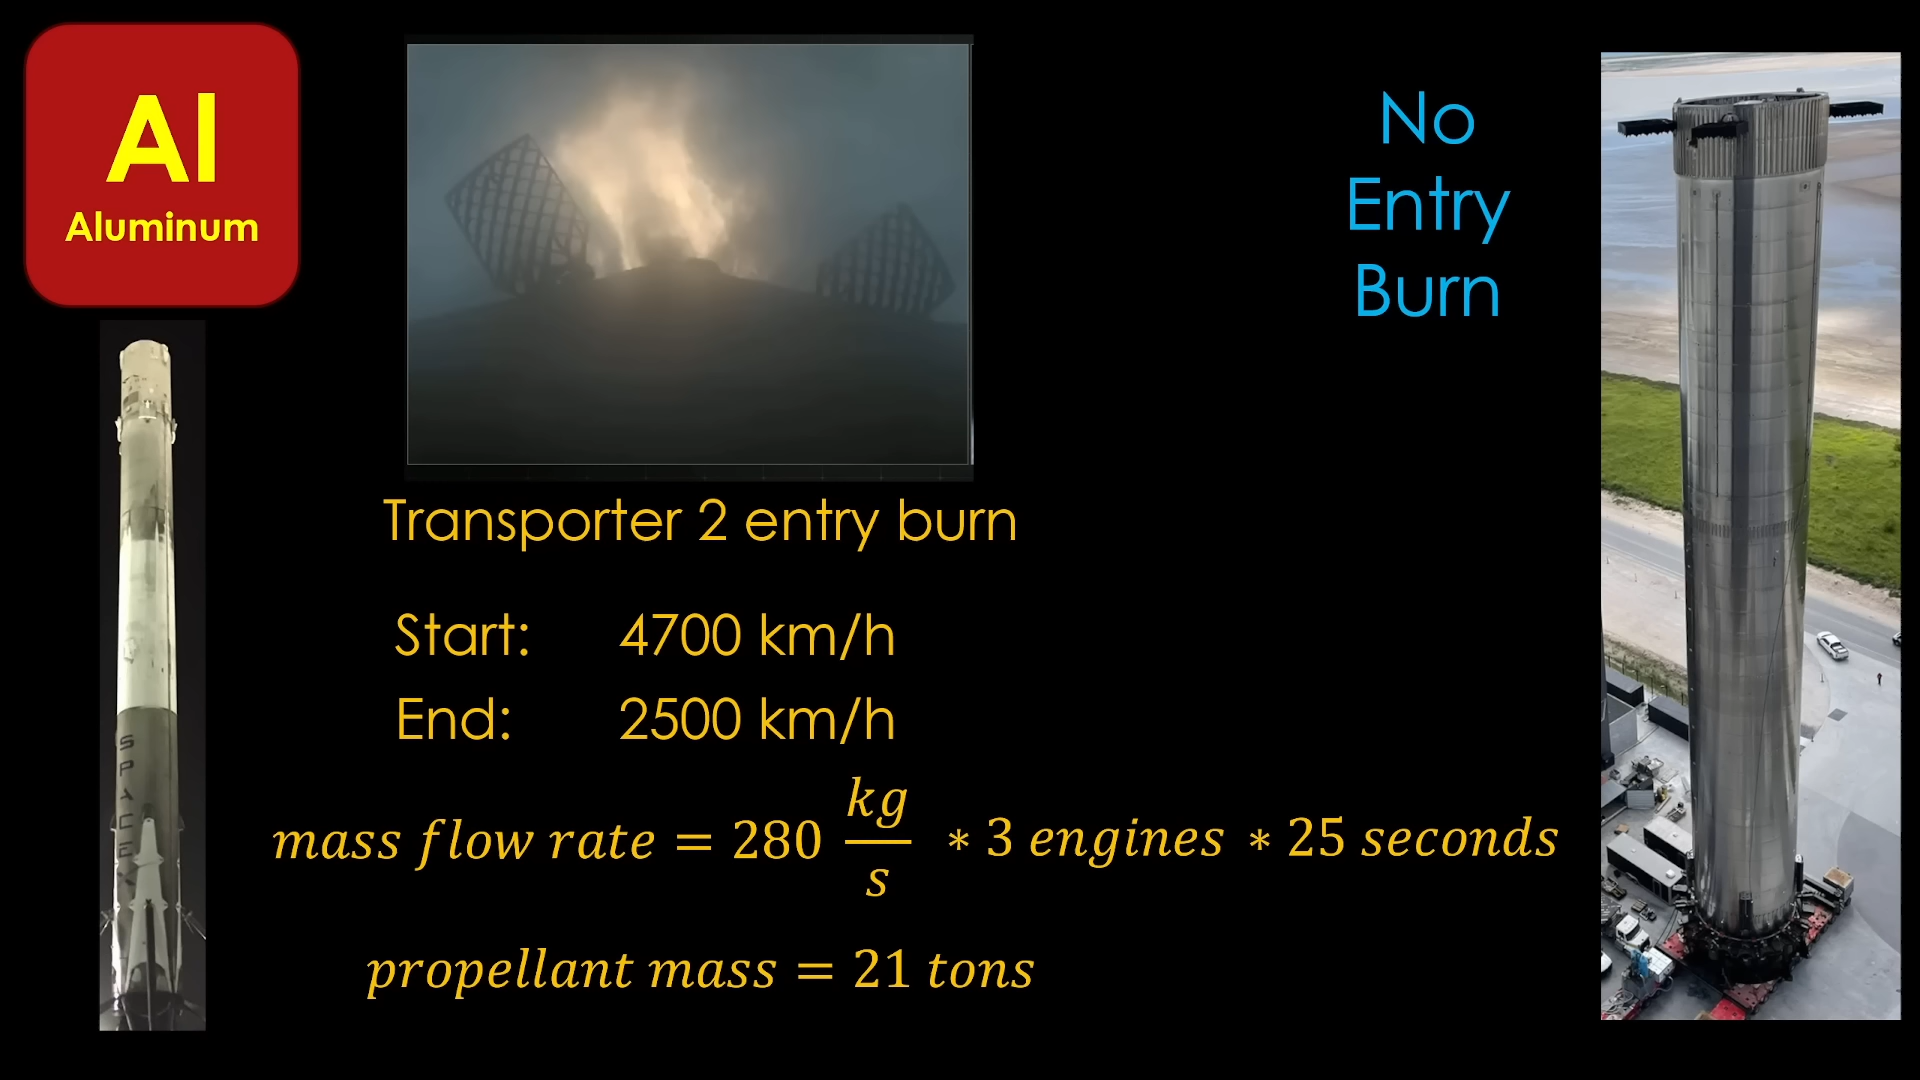 Al
Aluminum
No
Entry
Burn
Transporter 2 entry burn
Start: 4700 km/h
End: 2500 km/h
mass flow rate = 280 kg/s * 3 engines * 25 seconds
propellant mass = 21 tons
SPACEX